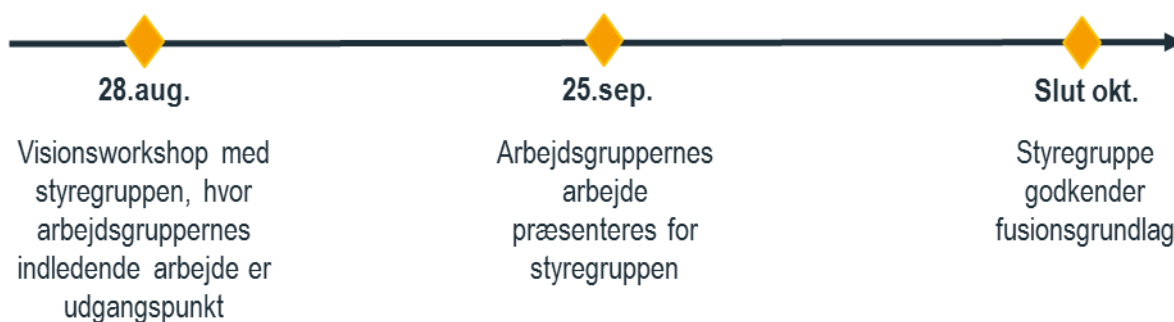 28.aug.
Visionsworkshop med
styregruppen, hvor
arbejdsgruppernes
indledende arbejde er
udgangspunkt
25.sep.
Arbejdsgruppernes
arbejde
præsenteres for
styregruppen
Slut okt.
Styregruppe
godkender
fusionsgrundlag